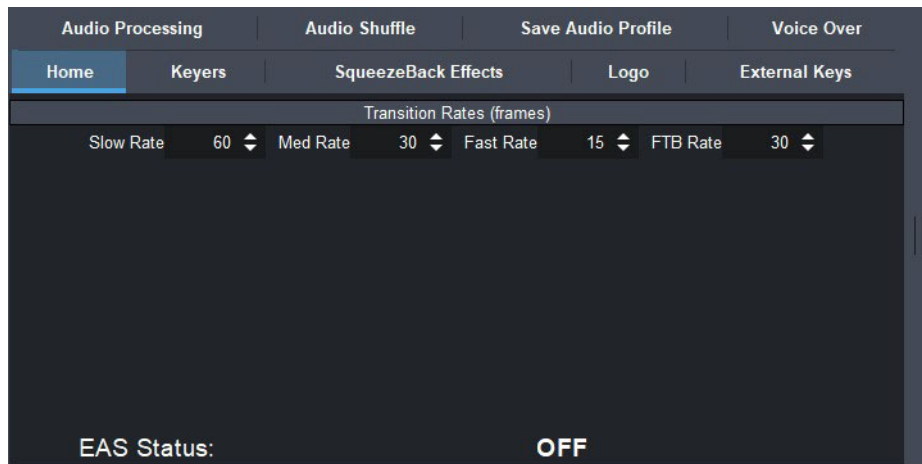 Audio Processing Audio Shuffle Save Audio Profile Voice Over
Home Keyers SqueezeBack Effects Logo External Keys
Transition Rates (frames)
Slow Rate 60 Med Rate 30 Fast Rate 15 FTB Rate 30
EAS Status: OFF